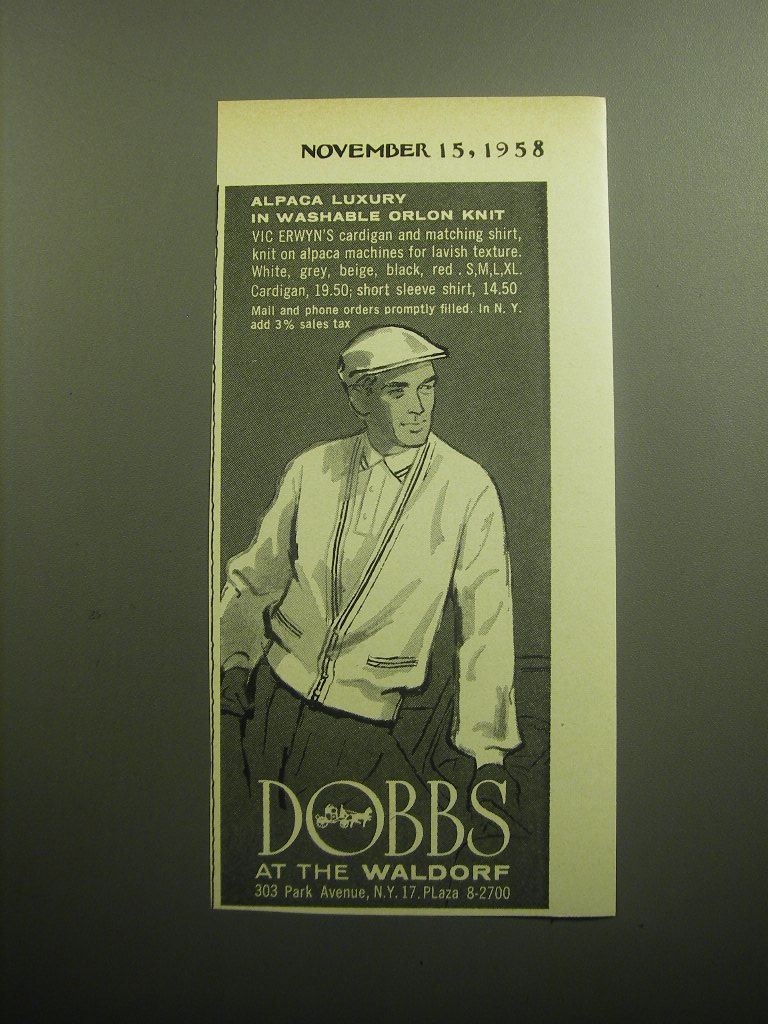 NOVEMBER 15, 1958
ALPACA LUXURY
IN WASHABLE ORLON KNIT
VIC ERWYN'S cardigan and matching shirt,
knit on alpaca machines for lavish texture.
White, grey, beige, black, red . S,M,L,XL.
Cardigan, 19.50; short sleeve shirt, 14.50
Mail and phone orders promptly filled. In N. Y.
add 3% sales tax
DOBBS
AT THE WALDORF
303 Park Avenue, N.Y. 17. PLaza 8-2700